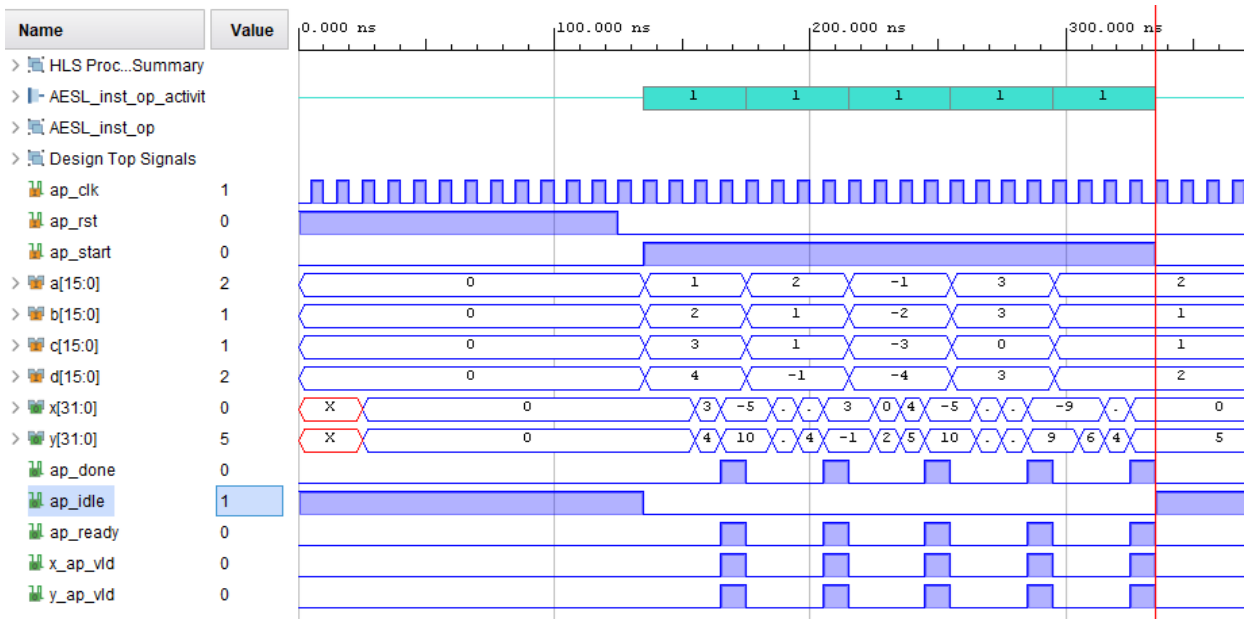 Name Value 0.000 ns 100.000 ns 200.000 ns 300.000 ns
> HLS Proc...Summary
> AESL_inst_op_activit 1 1 1 1 1
> AESL_inst_op
> Design Top Signals
ap_clk 1
ap_rst 0
ap_start 0
> a[15:0] 2 0 1 2 -1 3 2
> b[15:0] 1 0 2 1 -2 3 1
> c[15:0] 1 0 3 1 -3 0 1
> d[15:0] 2 0 4 -1 -4 3 2
> x[31:0] 0 X 0 3 -5 . . 3 0 4 -5 . . -9 . 0
> y[31:0] 5 X 0 4 10 . 4 -1 2 5 10 . . 9 6 4 5
ap_done 0
ap_idle 1
ap_ready 0
x_ap_vld 0
y_ap_vld 0